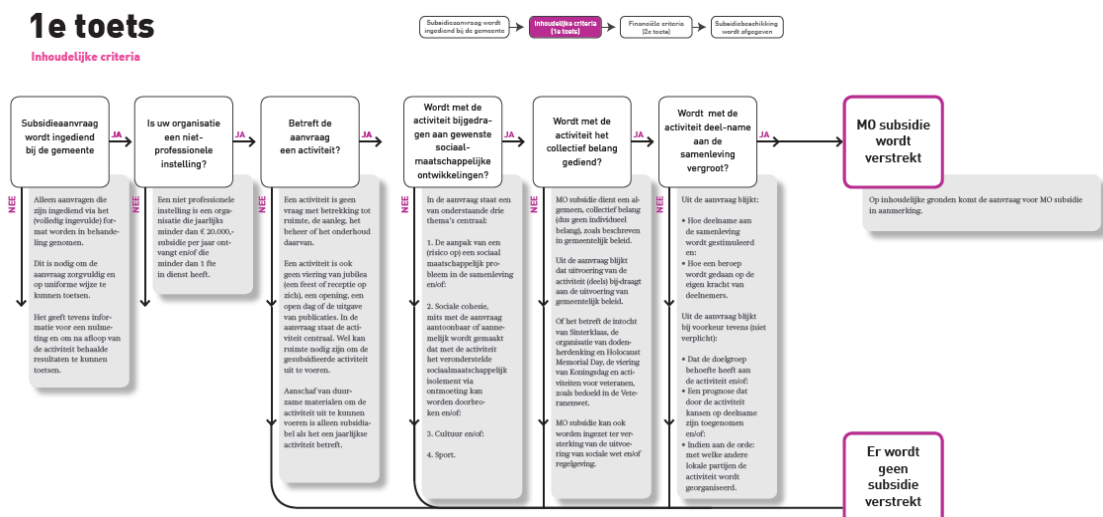 1e toets
Inhoudelijke criteria
Subsidieaanvraag wordt
ingediend bij de gemeente
Inhoudelijke criteria
(1e toets)
Financiële criteria
(2e toets)
Subsidiebeschikking
wordt afgegeven
Subsidieaanvraag
wordt ingediend
bij de gemeente
JA
NEE
Alleen aanvragen die
zijn ingediend via het
(volledig ingevulde) for-
mat worden in behande-
ling genomen.
Dit is nodig om de
aanvraag zorgvuldig en
op uniforme wijze te
kunnen toetsen.
Het geeft tevens infor-
matie voor een nulme-
ting en om na afloop van
de activiteit behaalde
resultaten te kunnen
toetsen.
Is uw organisatie
een niet-
professionele
instelling?
JA
NEE
Een niet professionele
instelling is een orga-
nisatie die jaarlijks
minder dan € 20.000,-
subsidie per jaar ont-
vangt en/of die
minder dan 1 fte
in dienst heeft.
Betreft de
aanvraag
een activiteit?
JA
NEE
Een activiteit is geen
vraag met betrekking tot
ruimte, de aanleg, het
beheer of het onderhoud
daarvan.
Een activiteit is ook
geen viering van jubilea
(een feest of receptie op
zich), een opening, een
open dag of de uitgave
van publicaties. In de
aanvraag staat de acti-
viteit centraal. Wel kan
ruimte nodig zijn om de
gesubsidieerde activiteit
uit te voeren.
Aanschaf van duur-
zame materialen om de
activiteit uit te kunnen
voeren is alleen subsidia-
bel als het een jaarlijkse
activiteit betreft.
Wordt met de
activiteit bijgedra-
gen aan gewenste
sociaal-
maatschappelijke
ontwikkelingen?
JA
NEE
In de aanvraag staat een
van onderstaande drie
thema's centraal:
1. De aanpak van een
(risico op) een sociaal
maatschappelijk pro-
bleem in de samenleving
en/of:
2. Sociale cohesie,
mits met de aanvraag
aantoonbaar of aanne-
melijk wordt gemaakt
dat met de activiteit
het veronderstelde
sociaalmaatschappelijk
isolement via
ontmoeting kan
worden doorbro-
ken en/of:
3. Cultuur en/of:
4. Sport.
Wordt met de
activiteit het
collectief belang
gediend?
JA
NEE
MO subsidie dient een al-
gemeen, collectief belang
(dus geen individueel
belang), zoals beschreven
in gemeentelijk beleid.
Uit de aanvraag blijkt
dat uitvoering van de
activiteit (deels) bij-draagt
aan de uitvoering van
gemeentelijk beleid.
Of het betreft de intocht
van Sinterklaas, de
organisatie van doden-
herdenking en Holocaust
Memorial Day, de viering
van Koningsdag en acti-
viteiten voor veteranen,
zoals bedoeld in de Vete-
ranenwet.
MO subsidie kan ook
worden ingezet ter ver-
sterking van de uitvoe-
ring van sociale wet en/of
regelgeving.
Wordt met de
activiteit deel-name
aan de
samenleving
vergroot?
JA
NEE
Uit de aanvraag blijkt:
• Hoe deelname aan
de samenleving
wordt gestimuleerd
en:
• Hoe een beroep
wordt gedaan op de
eigen kracht van
deelnemers.
Uit de aanvraag blijkt
bij voorkeur tevens (niet
verplicht):
• Dat de doelgroep
behoefte heeft aan
de activiteit en/of:
• Een prognose dat
door de activiteit
kansen op deelname
zijn toegenomen
en/of:
• Indien aan de orde:
met welke andere
lokale partijen de
activiteit wordt
georganiseerd.
MO subsidie
wordt
verstrekt
Op inhoudelijke gronden komt de aanvraag voor MO subsidie
in aanmerking.
Er wordt
geen
subsidie
verstrekt